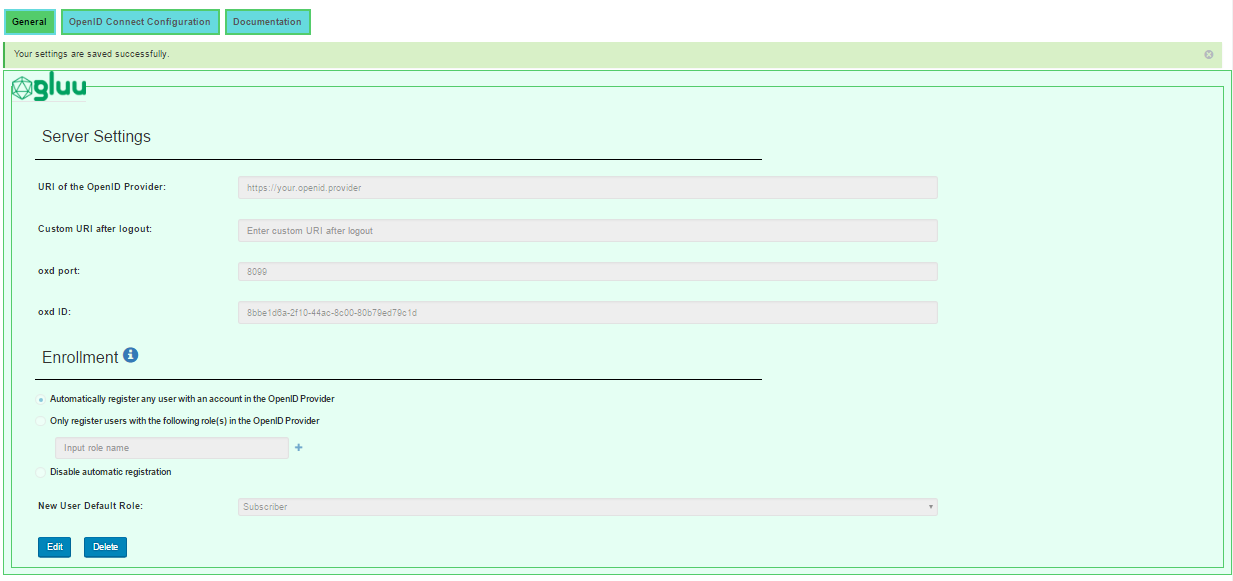 General OpenID Connect Configuration Documentation
Your settings are saved successfully.
gluu
Server Settings
URI of the OpenID Provider: https://your.openid.provider
Custom URI after logout: Enter custom URI after logout
oxd port: 8099
oxd ID: 8bbe1d6a-2f10-44ac-8c00-80b79ed79c1d
Enrollment
Automatically register any user with an account in the OpenID Provider
Only register users with the following role(s) in the OpenID Provider
Input role name
Disable automatic registration
New User Default Role: Subscriber
Edit Delete